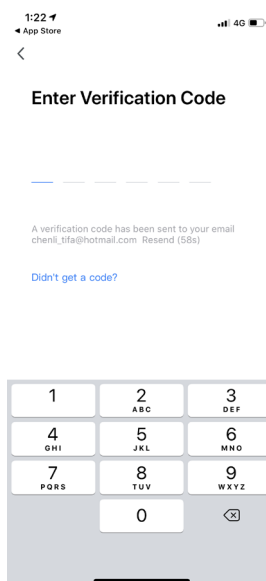 1:22
4G
◀ App Store
Enter Verification Code
A verification code has been sent to your email
chenli_tifa@hotmail.com Resend (58s)
Didn't get a code?
1
2
ABC
3
DEF
4
GHI
5
JKL
6
MNO
7
PQRS
8
TUV
9
WXYZ
0